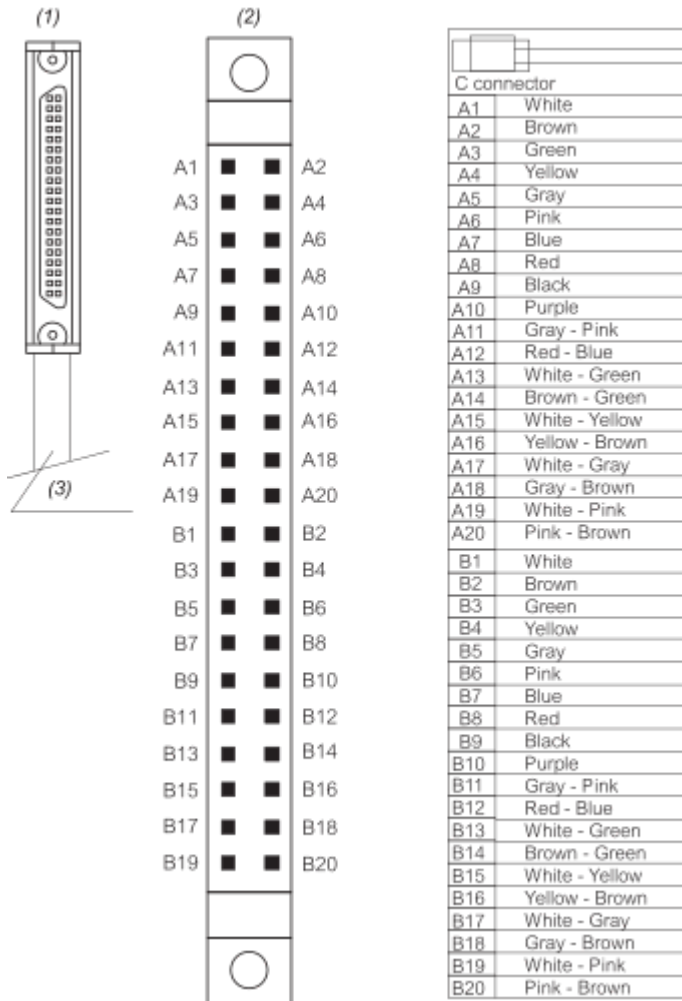 (1)
(2)
(3)
A1 A2
A3 A4
A5 A6
A7 A8
A9 A10
A11 A12
A13 A14
A15 A16
A17 A18
A19 A20
B1 B2
B3 B4
B5 B6
B7 B8
B9 B10
B11 B12
B13 B14
B15 B16
B17 B18
B19 B20
C connector
A1 White
A2 Brown
A3 Green
A4 Yellow
A5 Gray
A6 Pink
A7 Blue
A8 Red
A9 Black
A10 Purple
A11 Gray - Pink
A12 Red - Blue
A13 White - Green
A14 Brown - Green
A15 White - Yellow
A16 Yellow - Brown
A17 White - Gray
A18 Gray - Brown
A19 White - Pink
A20 Pink - Brown
B1 White
B2 Brown
B3 Green
B4 Yellow
B5 Gray
B6 Pink
B7 Blue
B8 Red
B9 Black
B10 Purple
B11 Gray - Pink
B12 Red - Blue
B13 White - Green
B14 Brown - Green
B15 White - Yellow
B16 Yellow - Brown
B17 White - Gray
B18 Gray - Brown
B19 White - Pink
B20 Pink - Brown